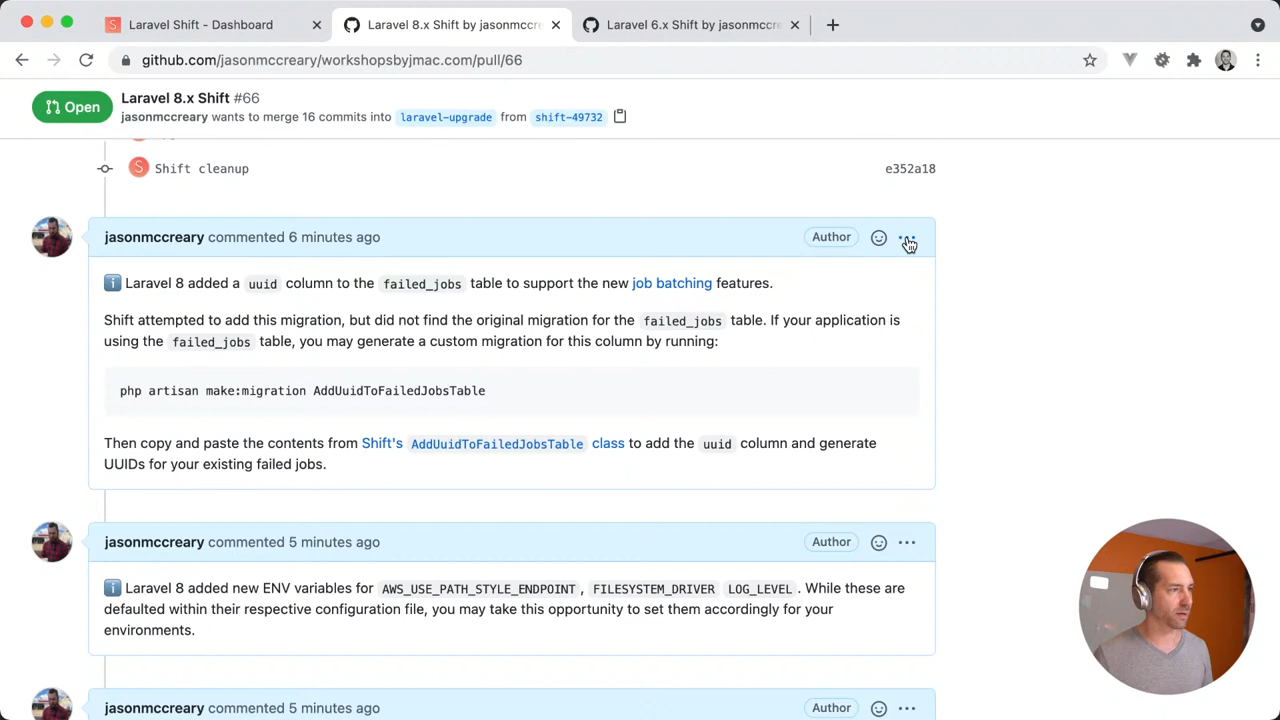 Laravel Shift - Dashboard
Laravel 8.x Shift by jasonmccre
Laravel 6.x Shift by jasonmccre
github.com/jasonmccreary/workshopsbyjmac.com/pull/66
Open
Laravel 8.x Shift #66
jasonmccreary wants to merge 16 commits into laravel-upgrade from shift-49732
S Shift cleanup e352a18
jasonmccreary commented 6 minutes ago Author
i Laravel 8 added a uuid column to the failed_jobs table to support the new job batching features.
Shift attempted to add this migration, but did not find the original migration for the failed_jobs table. If your application is
using the failed_jobs table, you may generate a custom migration for this column by running:
php artisan make:migration AddUuidToFailedJobsTable
Then copy and paste the contents from Shift's AddUuidToFailedJobsTable class to add the uuid column and generate
UUIDs for your existing failed jobs.
jasonmccreary commented 5 minutes ago Author
i Laravel 8 added new ENV variables for AWS_USE_PATH_STYLE_ENDPOINT, FILESYSTEM_DRIVER LOG_LEVEL. While these are
defaulted within their respective configuration file, you may take this opportunity to set them accordingly for your
environments.
jasonmccreary commented 5 minutes ago Author